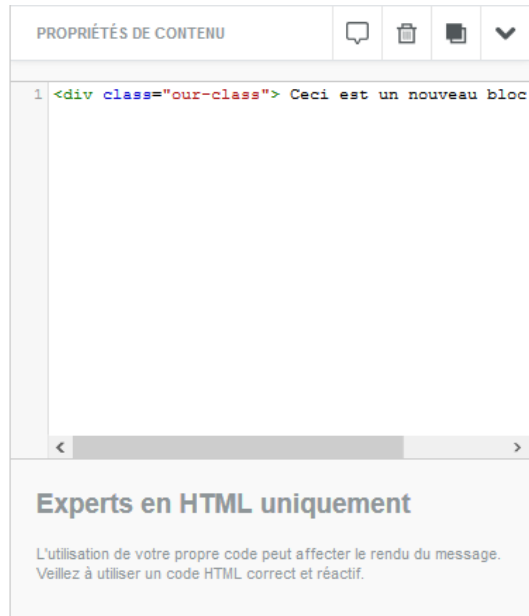 PROPRIÉTÉS DE CONTENU
1 <div class="our-class"> Ceci est un nouveau bloc
Experts en HTML uniquement
L'utilisation de votre propre code peut affecter le rendu du message.
Veillez à utiliser un code HTML correct et réactif.